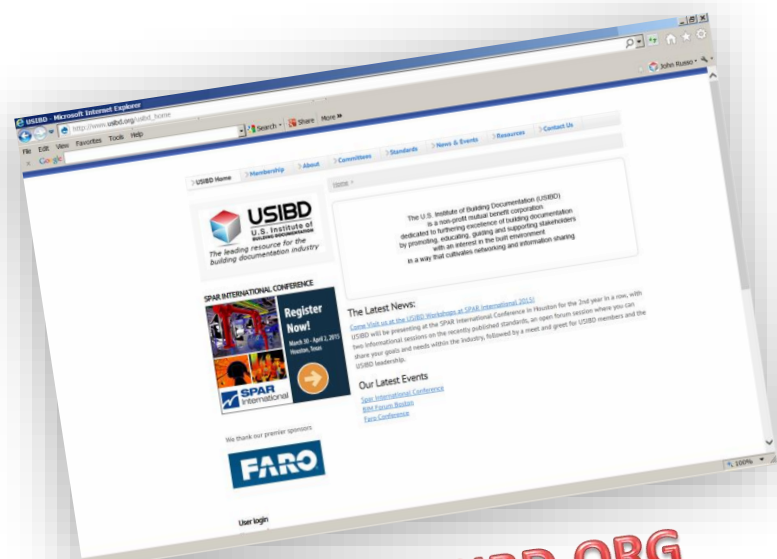 USIBD - Microsoft Internet Explorer
http://www.usibd.org/usibd_home
File Edit View Favorites Tools Help
Google
Search
Share
More »
John Russo
> USIBD Home
> Membership
> About
> Committees
> Standards
> News & Events
> Resources
> Contact Us
Home »
USIBD
U.S. Institute of
BUILDING DOCUMENTATION
The leading resource for the
building documentation industry
The U.S. Institute of Building Documentation (USIBD)
is a non-profit mutual benefit corporation
dedicated to furthering excellence of building documentation
by promoting, educating, guiding and supporting stakeholders
with an interest in the built environment
in a way that cultivates networking and information sharing
SPAR INTERNATIONAL CONFERENCE
Register
Now!
March 30 - April 2, 2015
Houston, Texas
SPAR
International
The Latest News:
Come Visit us at the USIBD Workshops at SPAR International 2015!
USIBD will be presenting at the SPAR International Conference in Houston for the 2nd year in a row, with
two informational sessions on the recently published standards, an open forum session where you can
share your goals and needs within the industry, followed by a meet and greet for USIBD members and the
USIBD leadership.
Our Latest Events
Spar International Conference
BIM Forum Boston
Faro Conference
We thank our premier sponsors
FARO
User login
100%
BD.ORG